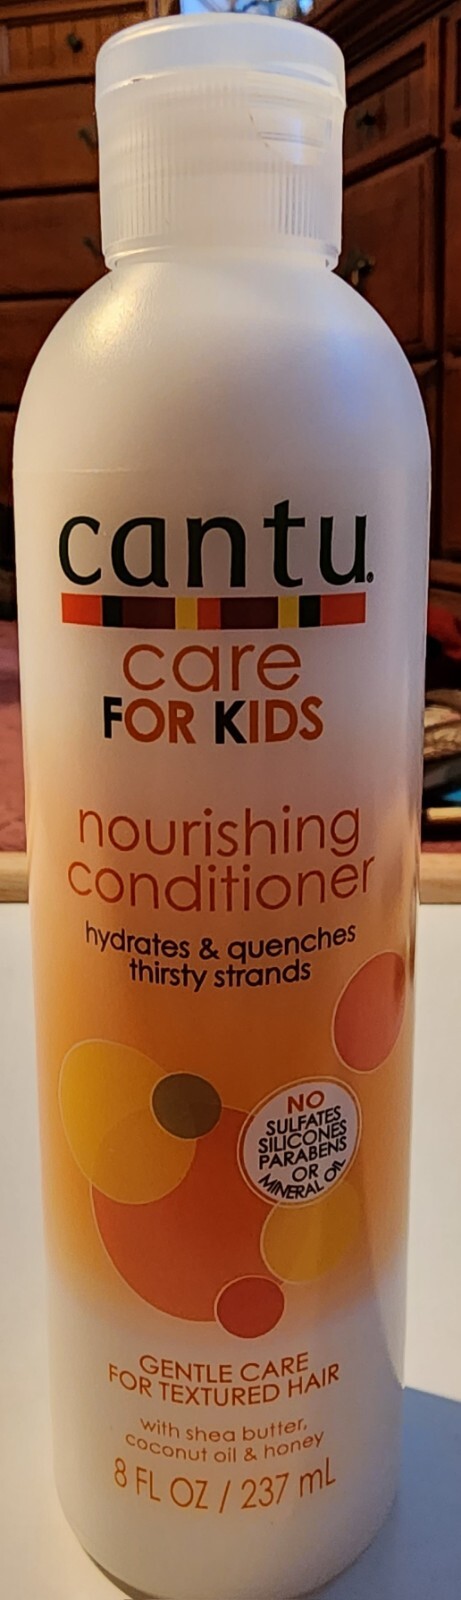 cantu.
care
FOR KIDS
nourishing
conditioner
hydrates & quenches
thirsty strands
NO
SULFATES
SILICONES
PARABENS
OR
MINERAL OIL
GENTLE CARE
FOR TEXTURED HAIR
with shea butter,
coconut oil & honey
8 FL OZ / 237 mL